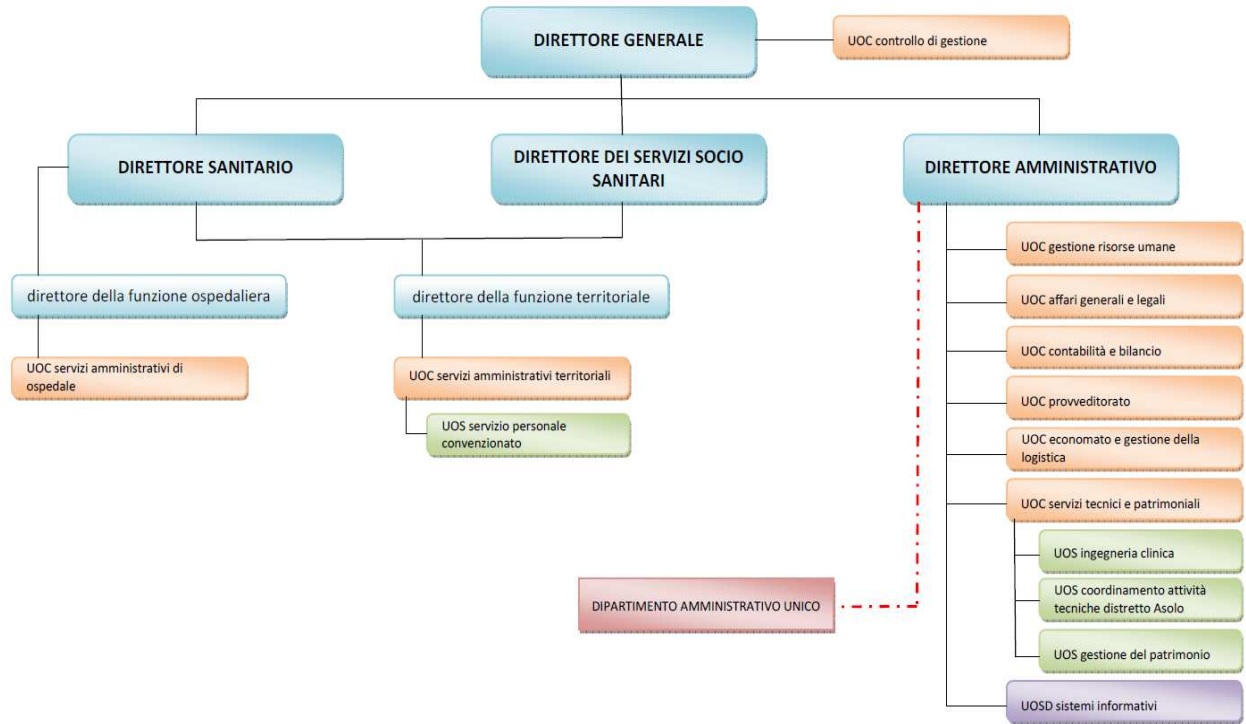 DIRETTORE GENERALE
UOC controllo di gestione
DIRETTORE SANITARIO
DIRETTORE DEI SERVIZI SOCIO
SANITARI
DIRETTORE AMMINISTRATIVO
direttore della funzione ospedaliera
direttore della funzione territoriale
UOC servizi amministrativi di
ospedale
UOC servizi amministrativi territoriali
UOS servizio personale
convenzionato
UOC gestione risorse umane
UOC affari generali e legali
UOC contabilità e bilancio
UOC provveditorato
UOC economato e gestione della
logistica
UOC servizi tecnici e patrimoniali
UOS ingegneria clinica
UOS coordinamento attività
tecniche distretto Asolo
UOS gestione del patrimonio
UOSD sistemi informativi
DIPARTIMENTO AMMINISTRATIVO UNICO